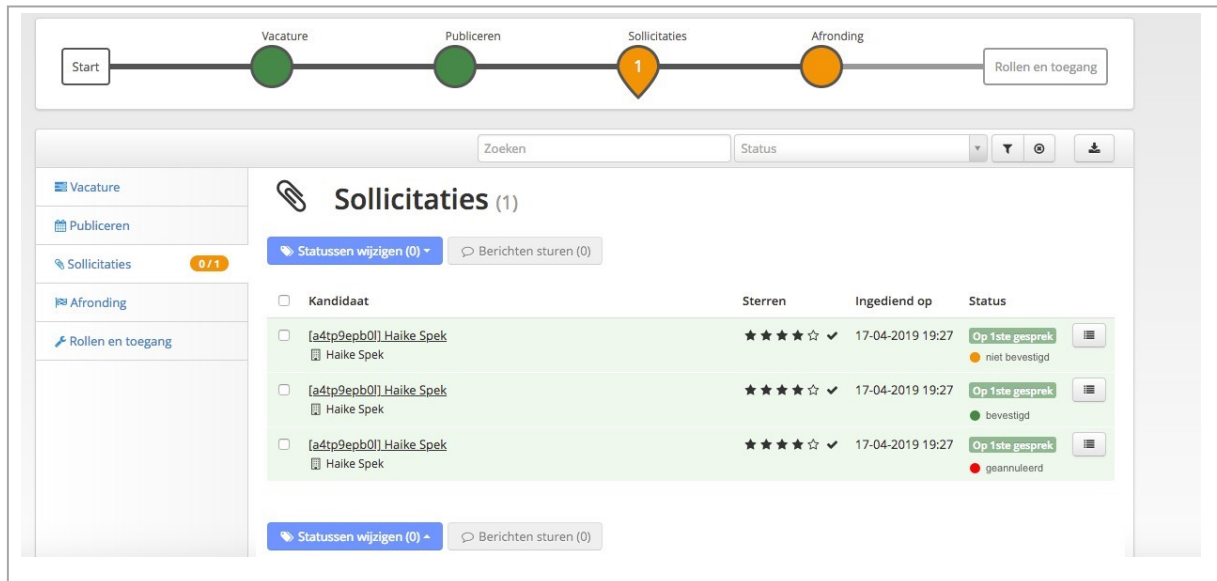 Vacature
Publiceren
Sollicitaties
Afronding
Start
1
Rollen en toegang
Zoeken
Status
Vacature
Publiceren
Sollicitaties 0 / 1
Afronding
Rollen en toegang
Sollicitaties (1)
Statussen wijzigen (0)
Berichten sturen (0)
Kandidaat Sterren Ingediend op Status
[a4tp9epb0l] Haike Spek 17-04-2019 19:27 Op 1ste gesprek
Haike Spek niet bevestigd
[a4tp9epb0l] Haike Spek 17-04-2019 19:27 Op 1ste gesprek
Haike Spek bevestigd
[a4tp9epb0l] Haike Spek 17-04-2019 19:27 Op 1ste gesprek
Haike Spek geannuleerd
Statussen wijzigen (0)
Berichten sturen (0)